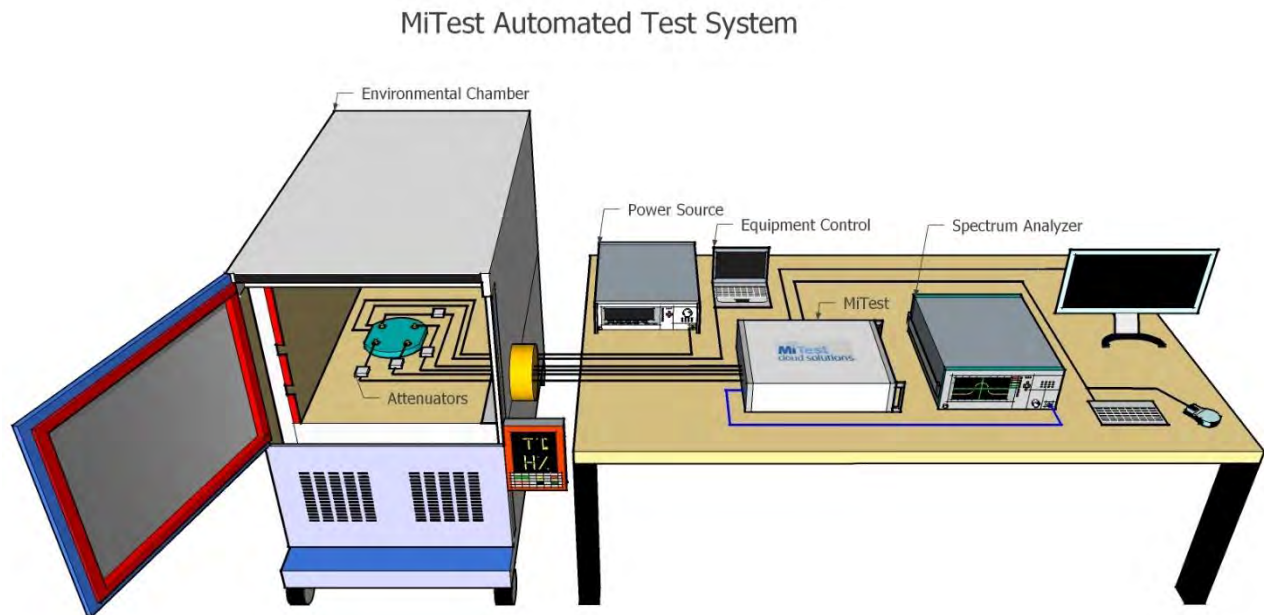 MiTest Automated Test System
Environmental Chamber
Power Source
Equipment Control
Spectrum Analyzer
MiTest
MiTest
cloud solutions
Attenuators
T°C
H%